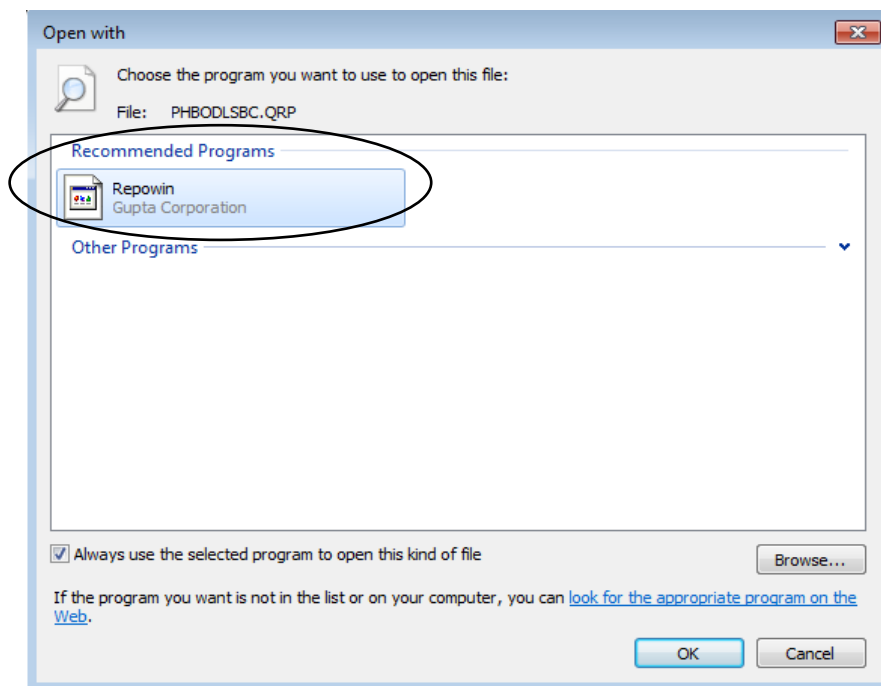 Open with
Choose the program you want to use to open this file:
File: PHBODLSBC.QRP
Recommended Programs
Repowin
Gupta Corporation
Other Programs
Always use the selected program to open this kind of file
Browse...
If the program you want is not in the list or on your computer, you can look for the appropriate program on the
Web.
OK Cancel